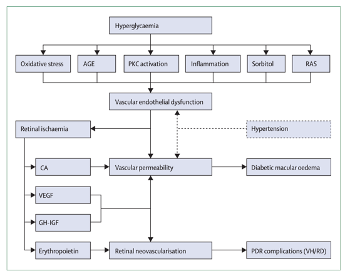 Hyperglycaemia
Oxidative stress
AGE
PKC activation
Inflammation
Sorbitol
RAS
Vascular endothelial dysfunction
Retinal ischaemia
Hypertension
CA
Vascular permeability
Diabetic macular oedema
VEGF
GH-IGF
Erythropoietin
Retinal neovascularisation
PDR complications (VH/RD)